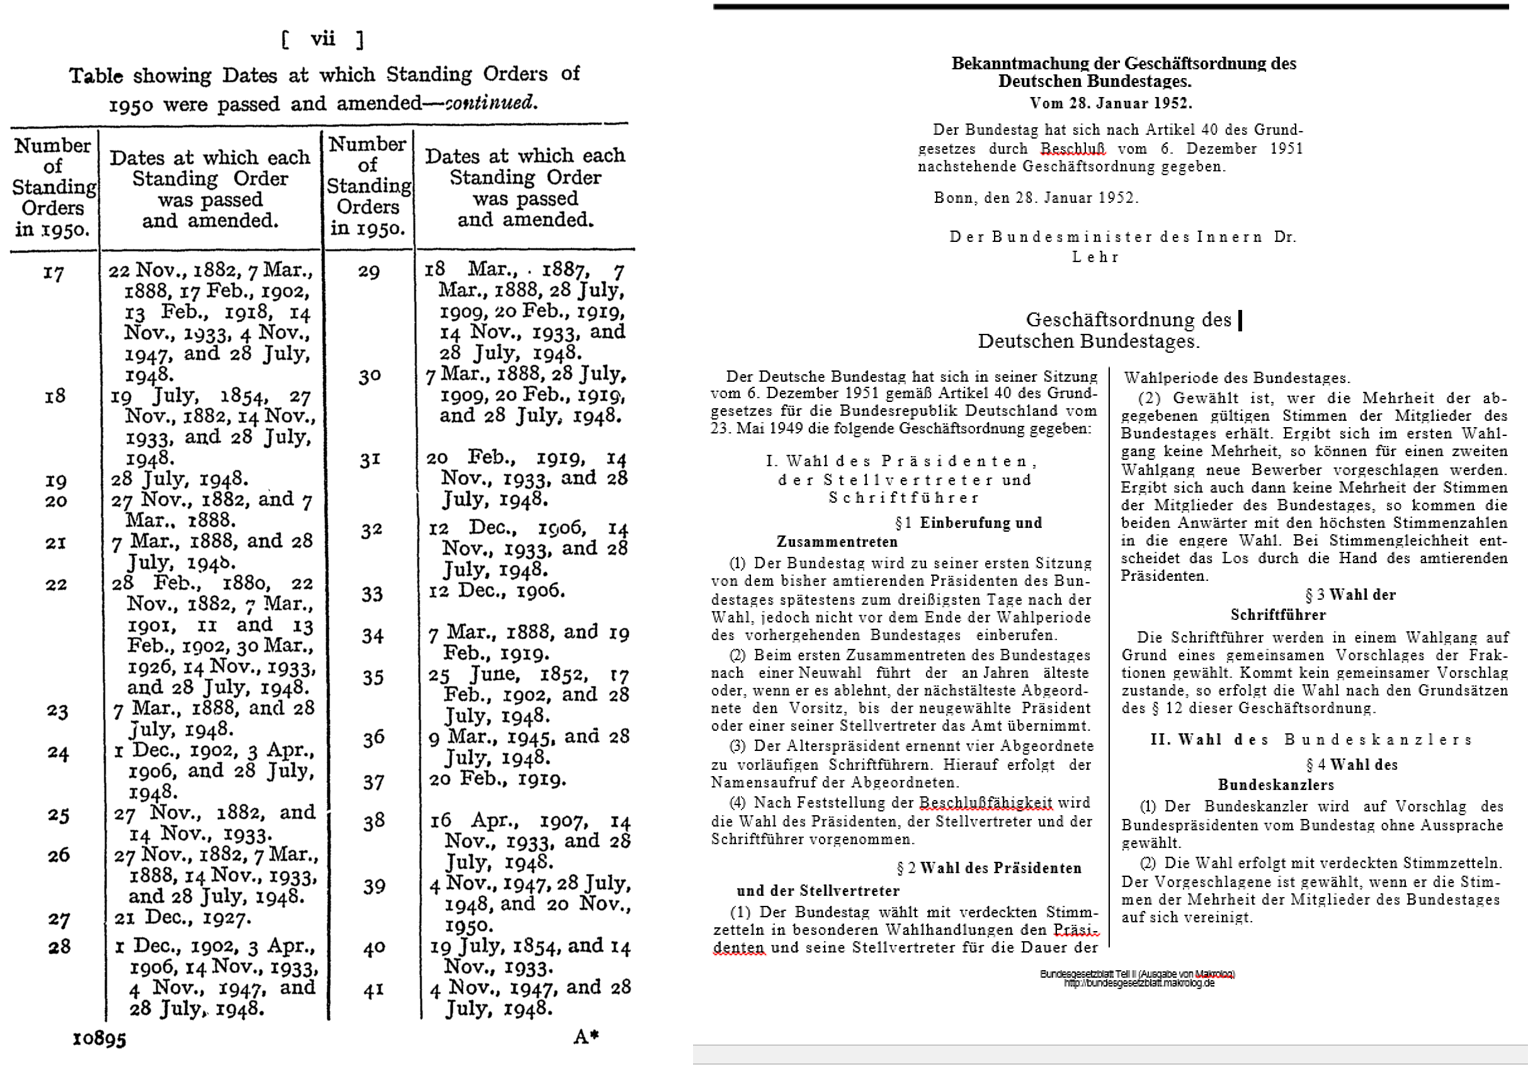 [ vii ]
Table showing Dates at which Standing Orders of
1950 were passed and amended—continued.
Number
of
Standing
Orders
in 1950.
Dates at which each
Standing Order
was passed
and amended.
Number
of
Standing
Orders
in 1950.
Dates at which each
Standing Order
was passed
and amended.
17 22 Nov., 1882, 7 Mar.,
1888, 17 Feb., 1902,
13 Feb., 1918, 14
Nov., 1933, 4 Nov.,
1947, and 28 July,
1948.
18 19 July, 1854, 27
Nov., 1882, 14 Nov.,
1933, and 28 July,
1948.
19 28 July, 1948.
20 27 Nov., 1882, and 7
Mar., 1888.
21 7 Mar., 1888, and 28
July, 1948.
22 28 Feb., 1880, 22
Nov., 1882, 7 Mar.,
1901, 11 and 13
Feb., 1902, 30 Mar.,
1926, 14 Nov., 1933,
and 28 July, 1948.
23 7 Mar., 1888, and 28
July, 1948.
24 1 Dec., 1902, 3 Apr.,
1906, and 28 July,
1948.
25 27 Nov., 1882, and
14 Nov., 1933.
26 27 Nov., 1882, 7 Mar.,
1888, 14 Nov., 1933,
and 28 July, 1948.
27 21 Dec., 1927.
28 1 Dec., 1902, 3 Apr.,
1906, 14 Nov., 1933,
4 Nov., 1947, and
28 July, 1948.
29 18 Mar., 1887, 7
Mar., 1888, 28 July,
1909, 20 Feb., 1919,
14 Nov., 1933, and
28 July, 1948.
30 7 Mar., 1888, 28 July,
1909, 20 Feb., 1919,
and 28 July, 1948.
31 20 Feb., 1919, 14
Nov., 1933, and 28
July, 1948.
32 12 Dec., 1906, 14
Nov., 1933, and 28
July, 1948.
33 12 Dec., 1906.
34 7 Mar., 1888, and 19
Feb., 1919.
35 25 June, 1852, 17
Feb., 1902, and 28
July, 1948.
36 9 Mar., 1945, and 28
July, 1948.
37 20 Feb., 1919.
38 16 Apr., 1907, 14
Nov., 1933, and 28
July, 1948.
39 4 Nov., 1947, 28 July,
1948, and 20 Nov.,
1950.
40 19 July, 1854, and 14
Nov., 1933.
41 4 Nov., 1947, and 28
July, 1948.
10895 A*
Bekanntmachung der Geschäftsordnung des
Deutschen Bundestages.
Vom 28. Januar 1952.
Der Bundestag hat sich nach Artikel 40 des Grund-
gesetzes durch Beschluß vom 6. Dezember 1951
nachstehende Geschäftsordnung gegeben.
Bonn, den 28. Januar 1952.
Der Bundesminister des Innern Dr.
Lehr
Geschäftsordnung des
Deutschen Bundestages.
Der Deutsche Bundestag hat sich in seiner Sitzung
vom 6. Dezember 1951 gemäß Artikel 40 des Grund-
gesetzes für die Bundesrepublik Deutschland vom
23. Mai 1949 die folgende Geschäftsordnung gegeben:
I. Wahl des Präsidenten,
der Stellvertreter und
Schriftführer
§ 1 Einberufung und
Zusammentreten
(1) Der Bundestag wird zu seiner ersten Sitzung
von dem bisher amtierenden Präsidenten des Bun-
destages spätestens zum dreißigsten Tage nach der
Wahl, jedoch nicht vor dem Ende der Wahlperiode
des vorhergehenden Bundestages einberufen.
(2) Beim ersten Zusammentreten des Bundestages
nach einer Neuwahl führt der an Jahren älteste
oder, wenn er es ablehnt, der nächstälteste Abgeord-
nete den Vorsitz, bis der neugewählte Präsident
oder einer seiner Stellvertreter das Amt übernimmt.
(3) Der Alterspräsident ernennt vier Abgeordnete
zu vorläufigen Schriftführern. Hierauf erfolgt der
Namensaufruf der Abgeordneten.
(4) Nach Feststellung der Beschlußfähigkeit wird
die Wahl des Präsidenten, der Stellvertreter und der
Schriftführer vorgenommen.
§ 2 Wahl des Präsidenten
und der Stellvertreter
(1) Der Bundestag wählt mit verdeckten Stimm-
zetteln in besonderen Wahlhandlungen den Präsi-
denten und seine Stellvertreter für die Dauer der
Wahlperiode des Bundestages.
(2) Gewählt ist, wer die Mehrheit der ab-
gegebenen gültigen Stimmen der Mitglieder des
Bundestages erhält. Ergibt sich im ersten Wahl-
gang keine Mehrheit, so können für einen zweiten
Wahlgang neue Bewerber vorgeschlagen werden.
Ergibt sich auch dann keine Mehrheit der Stimmen
der Mitglieder des Bundestages, so kommen die
beiden Anwärter mit den höchsten Stimmenzahlen
in die engere Wahl. Bei Stimmengleichheit ent-
scheidet das Los durch die Hand des amtierenden
Präsidenten.
§ 3 Wahl der
Schriftführer
Die Schriftführer werden in einem Wahlgang auf
Grund eines gemeinsamen Vorschlages der Frak-
tionen gewählt. Kommt kein gemeinsamer Vorschlag
zustande, so erfolgt die Wahl nach den Grundsätzen
des § 12 dieser Geschäftsordnung.
II. Wahl des Bundeskanzlers
§ 4 Wahl des
Bundeskanzlers
(1) Der Bundeskanzler wird auf Vorschlag des
Bundespräsidenten vom Bundestag ohne Aussprache
gewählt.
(2) Die Wahl erfolgt mit verdeckten Stimmzetteln.
Der Vorgeschlagene ist gewählt, wenn er die Stim-
men der Mehrheit der Mitglieder des Bundestages
auf sich vereinigt.
Bundesgesetzblatt Teil II (Ausgabe von Makrolog)
http://bundesgesetzblatt.makrolog.de